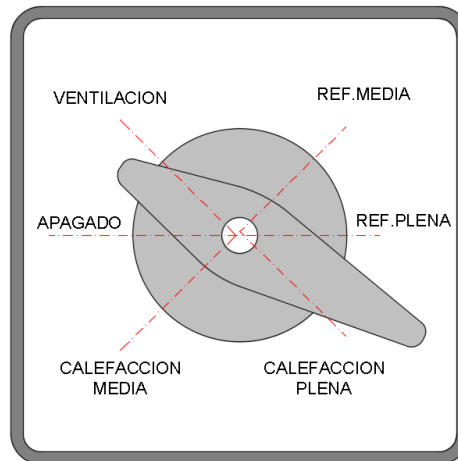 VENTILACION
REF.MEDIA
APAGADO
REF.PLENA
CALEFACCION
MEDIA
CALEFACCION
PLENA